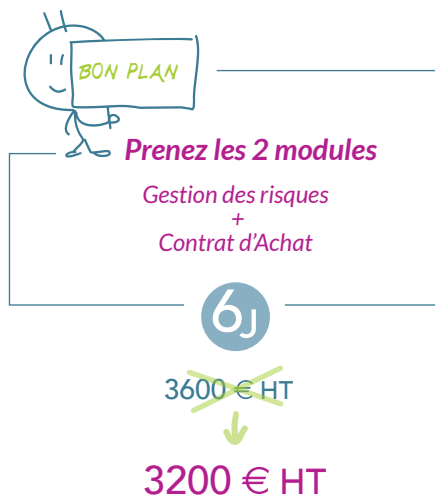 BON PLAN
Prenez les 2 modules
Gestion des risques
+
Contrat d'Achat
6J
3600 € HT
3200 € HT